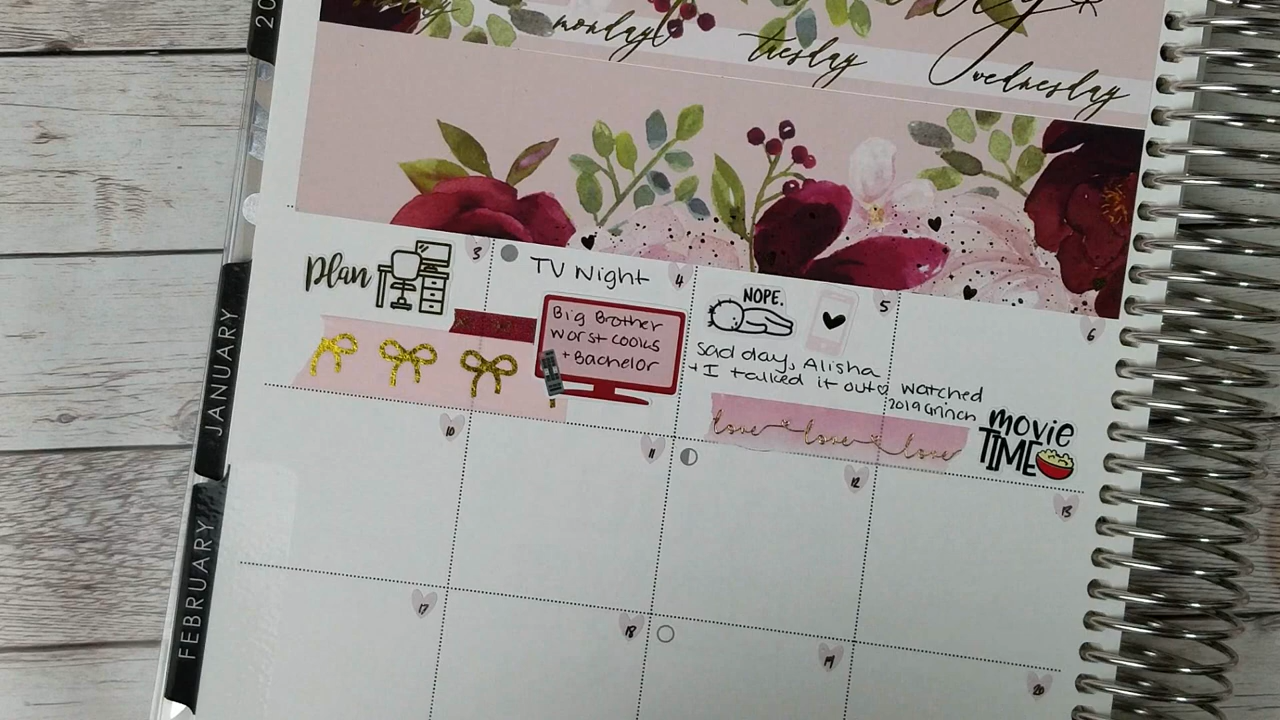 20
monday
tuesday
wednesday
Plan
3
TV Night
4
NOPE.
5
6
Big Brother
worst cooks
+ Bachelor
Sad day, Alisha
+ I talked it out
watched
2019 Grinch
love love love
movie
TIME
10
11
12
13
17
18
19
20
JANUARY
FEBRUARY